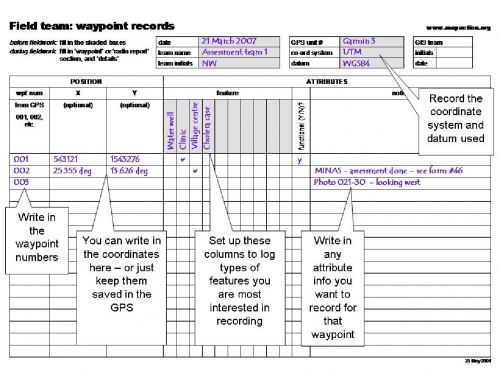 Field team: waypoint records
www.mapaction.org
before fieldwork fill in the shaded boxes
during fieldwork fill in 'waypoint' or 'radio report'
section, and 'details'
date 21 March 2007
team name Assessment team 1
team initials NW
GPS unit # Garmin 3
co-ord system UTM
datum WGS84
GIS team
initials
date
POSITION ATTRIBUTES
wpt num X Y feature
from GPS (optional) (optional)
001, 002,
etc.
Water well
Clinic
Village centre
Cholera case
functional (Y/N)?
001 543121 1543276 y
002 25.355 deg 13.626 deg MINAS - assessment done - see form #46
003 Photo 021-30 - looking west
Record the
coordinate
system and
datum used
Write in
the
waypoint
numbers
You can write in
the coordinates
here – or just
keep them
saved in the
GPS
Set up these
columns to log
types of
features you
are most
interested in
recording
Write in
any
attribute
info you
want to
record for
that
waypoint